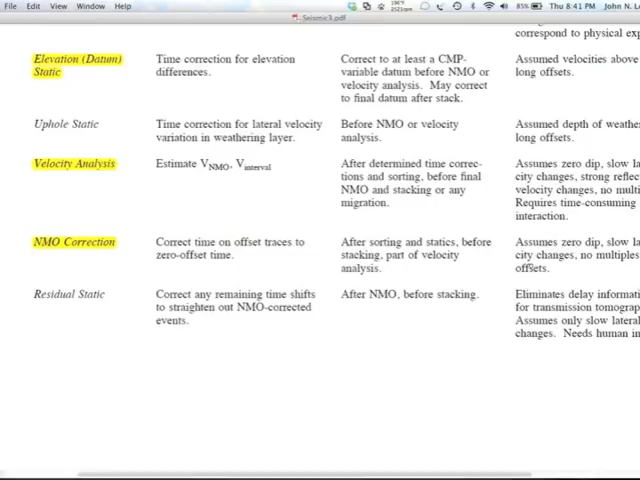 File Edit View Window Help 85% Thu 8:41 PM John N. Lo
Seismic3.pdf
correspond to physical exp
Elevation (Datum) Time correction for elevation Correct to at least a CMP- Assumed velocities above
Static differences. variable datum before NMO or long offsets.
velocity analysis. May correct
to final datum after stack.
Uphole Static Time correction for lateral velocity Before NMO or velocity Assumed depth of weathe
variation in weathering layer. analysis. long offsets.
Velocity Analysis Estimate VNMO, Vinterval After determined time correc- Assumes zero dip, slow la
tions and sorting, before final city changes, strong reflec
NMO and stacking or any velocity changes, no multi
migration. Requires time-consuming
interaction.
NMO Correction Correct time on offset traces to After sorting and statics, before Assumes zero dip, slow la
zero-offset time. stacking, part of velocity city changes, no multiples
analysis. offsets.
Residual Static Correct any remaining time shifts After NMO, before stacking. Eliminates delay informati
to straighten out NMO-corrected for transmission tomograp
events. Assumes only slow lateral
changes. Needs human in